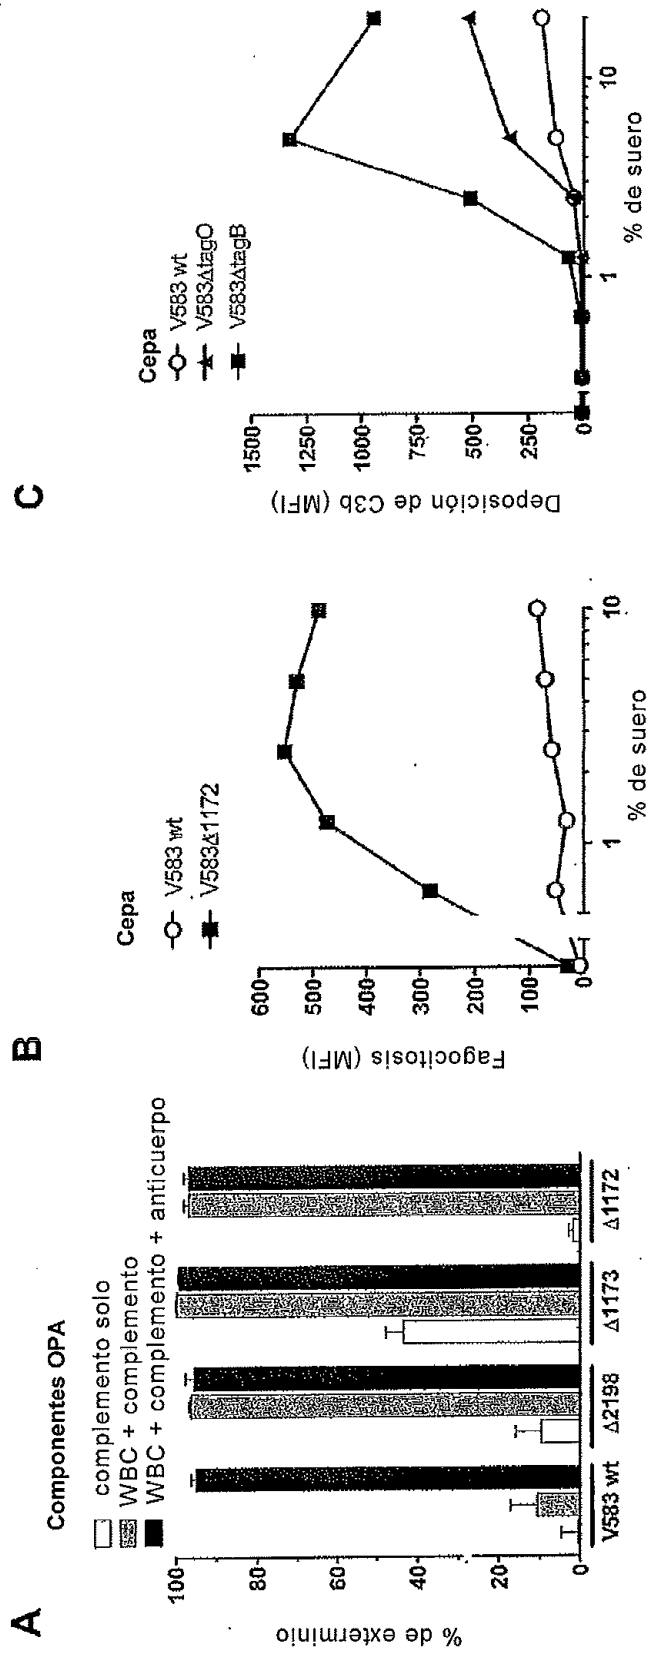 A
Componentes OPA
complemento solo
WBC + complemento
WBC + complemento + anticuerpo
% de exterminio
100
80
60
40
20
0
V583 wt
Δ2198
Δ1173
Δ1172
B
Cepa
V583 wt
V583Δ1172
Fagocitosis (MFI)
600
500
400
300
200
100
0
1
10
% de suero
C
Cepa
V583 wt
V583ΔtagO
V583ΔtagB
Deposición de C3b (MFI)
1500
1250
1000
750
500
250
0
1
10
% de suero